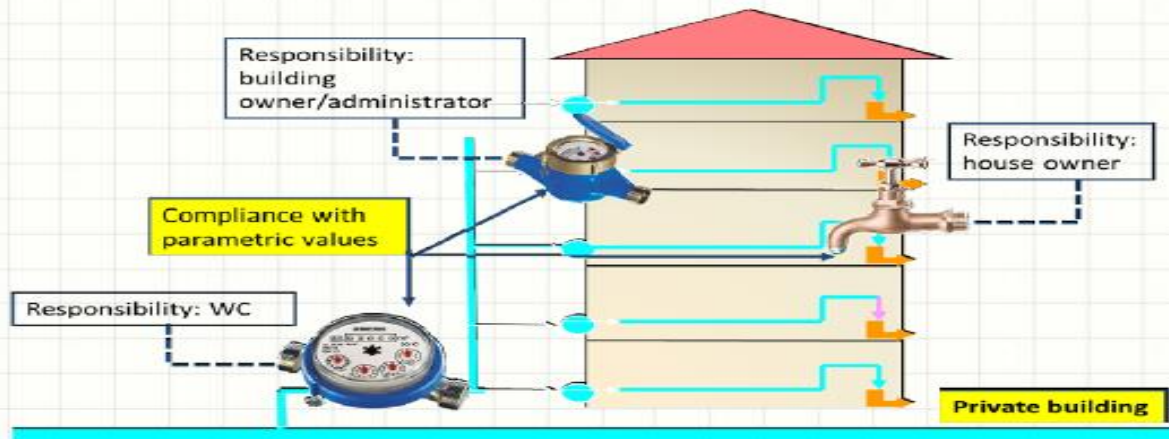 Responsibility:
building
owner/administrator
Responsibility:
house owner
Compliance with
parametric values
Responsibility: WC
Private building